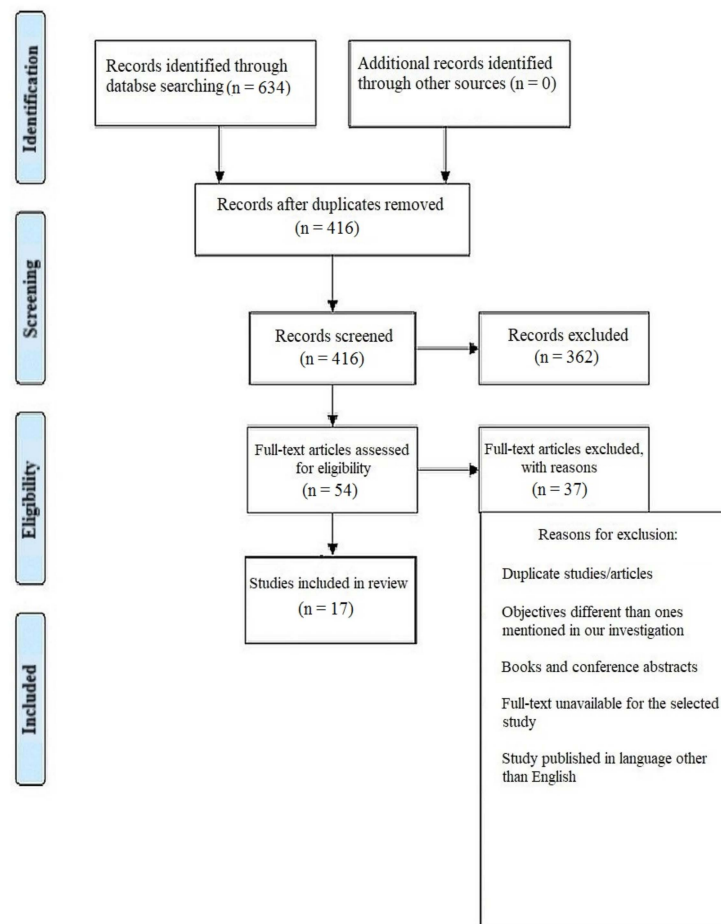 Identification
Records identified through
databse searching (n = 634)
Additional records identified
through other sources (n = 0)
Records after duplicates removed
(n = 416)
Screening
Records screened
(n = 416)
Records excluded
(n = 362)
Eligibility
Full-text articles assessed
for eligibility
(n = 54)
Full-text articles excluded,
with reasons
(n = 37)
Reasons for exclusion:
Duplicate studies/articles
Objectives different than ones
mentioned in our investigation
Books and conference abstracts
Full-text unavailable for the selected
study
Study published in language other
than English
Studies included in review
(n = 17)
Included